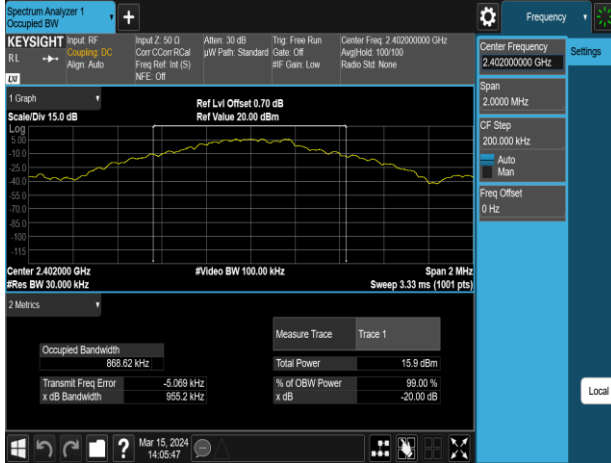 Spectrum Analyzer 1
Occupied BW
Frequency
KEYSIGHT
Input: RF
Coupling: DC
Align: Auto
RL
LXI
Input Z: 50 Ω
Corr CCorr RCal
Freq Ref: Int (S)
NFE: Off
Atten: 30 dB
µW Path: Standard
Trig: Free Run
Gate: Off
#IF Gain: Low
Center Freq: 2.402000000 GHz
Avg|Hold: 100/100
Radio Std: None
Center Frequency
2.402000000 GHz
Settings
Span
2.0000 MHz
CF Step
200.000 kHz
Auto
Man
Freq Offset
0 Hz
Local
1 Graph
Scale/Div 15.0 dB
Ref Lvl Offset 0.70 dB
Ref Value 20.00 dBm
Log
5.00
-10.0
-25.0
-40.0
-55.0
-70.0
-85.0
-100
-115
Center 2.402000 GHz
#Res BW 30.000 kHz
#Video BW 100.00 kHz
Span 2 MHz
Sweep 3.33 ms (1001 pts)
2 Metrics
Measure Trace
Trace 1
Occupied Bandwidth
868.62 kHz
Total Power
15.9 dBm
Transmit Freq Error
-5.069 kHz
% of OBW Power
99.00 %
x dB Bandwidth
955.2 kHz
x dB
-20.00 dB
?
Mar 15, 2024
14:05:47